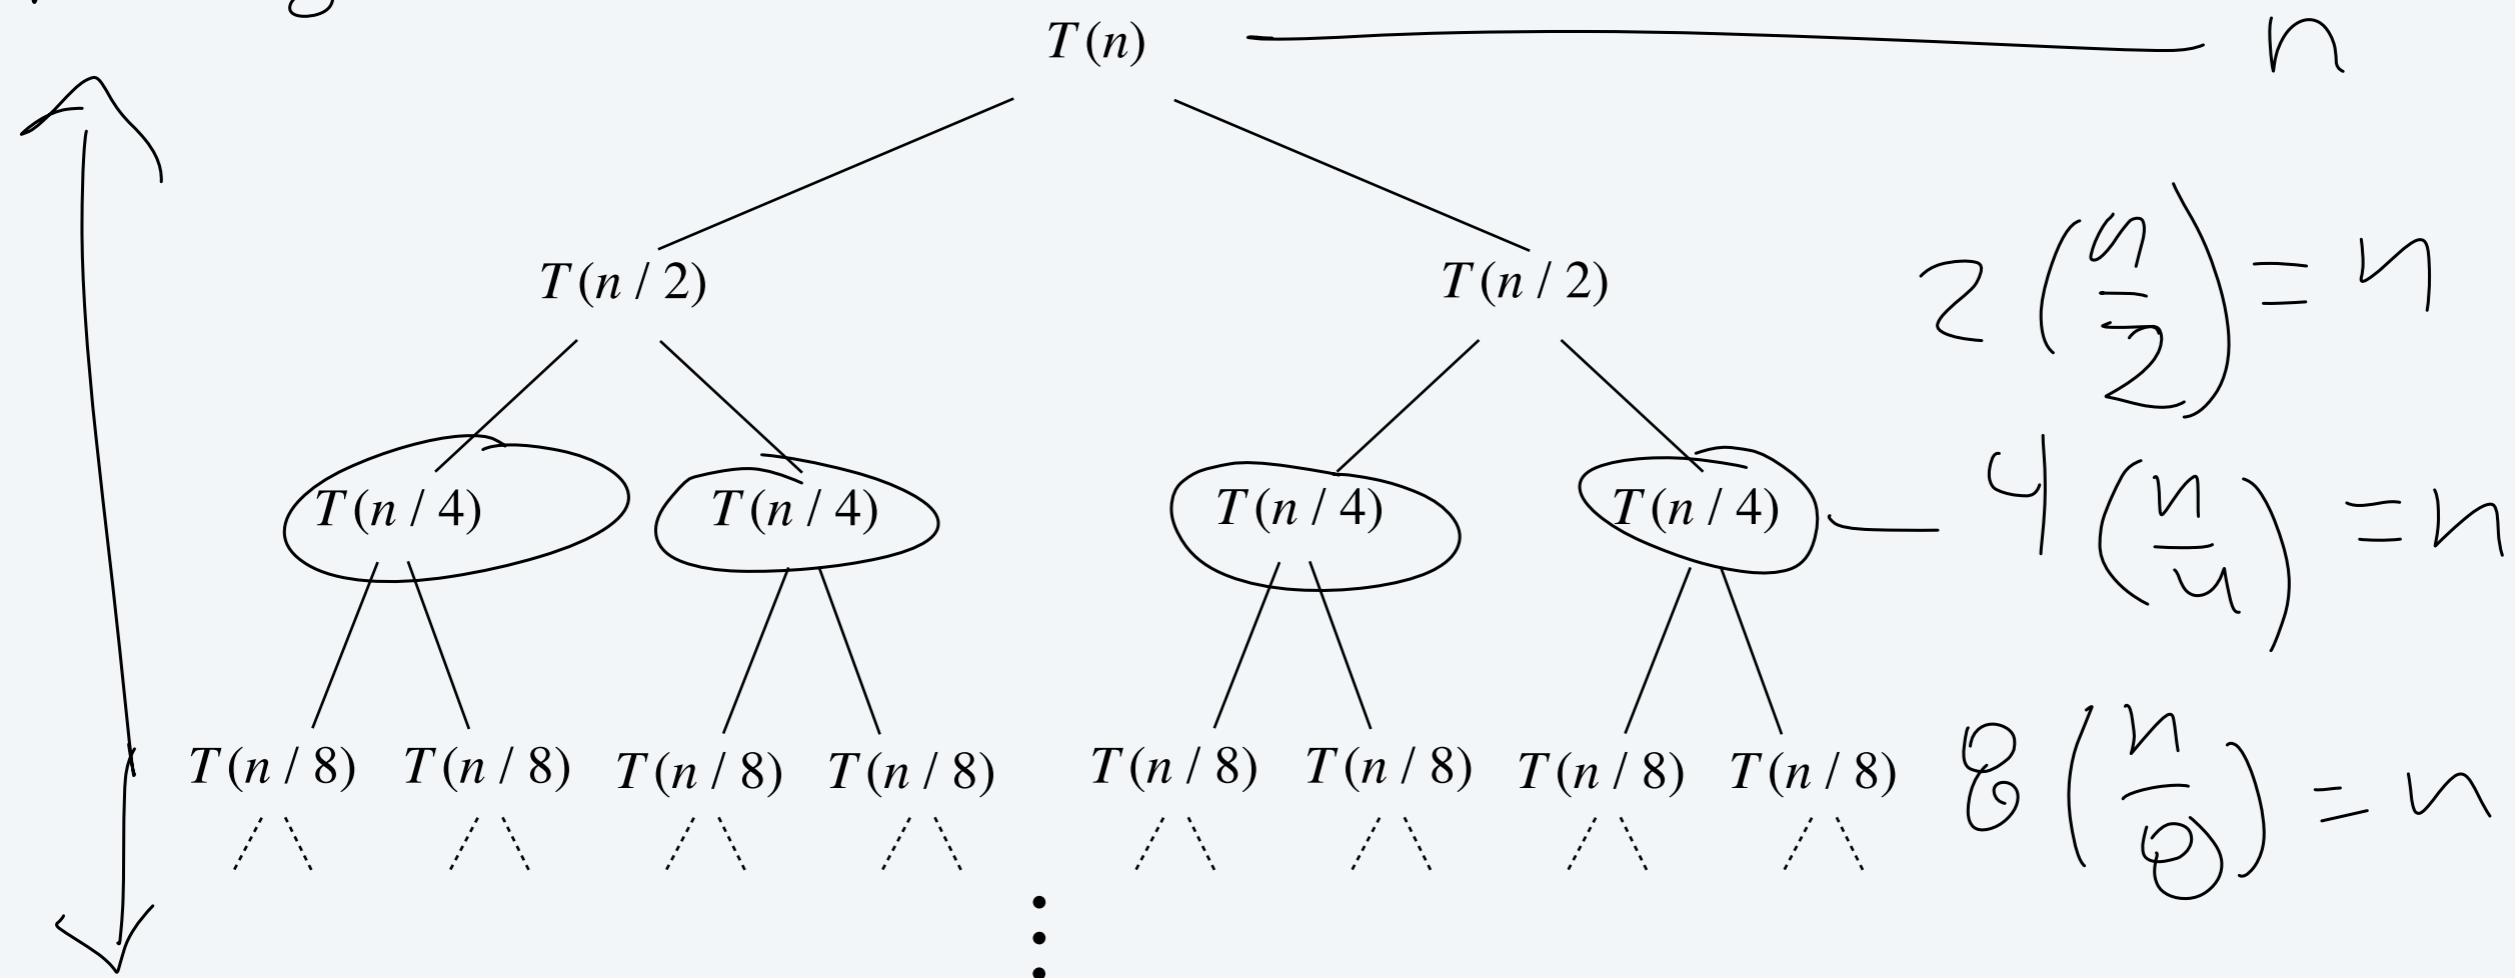 T(n) n
T(n / 2) T(n / 2) 2 (n/2) = n
T(n / 4) T(n / 4) T(n / 4) T(n / 4) 4 (n/4) = n
T(n / 8) T(n / 8) T(n / 8) T(n / 8) T(n / 8) T(n / 8) T(n / 8) T(n / 8) 8 (n/8) = n